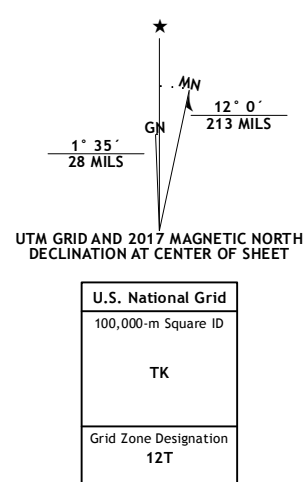 ★
MN
GN
12° 0´
213 MILS
1° 35´
28 MILS
UTM GRID AND 2017 MAGNETIC NORTH
DECLINATION AT CENTER OF SHEET
U.S. National Grid
100,000-m Square ID
TK
Grid Zone Designation
12T